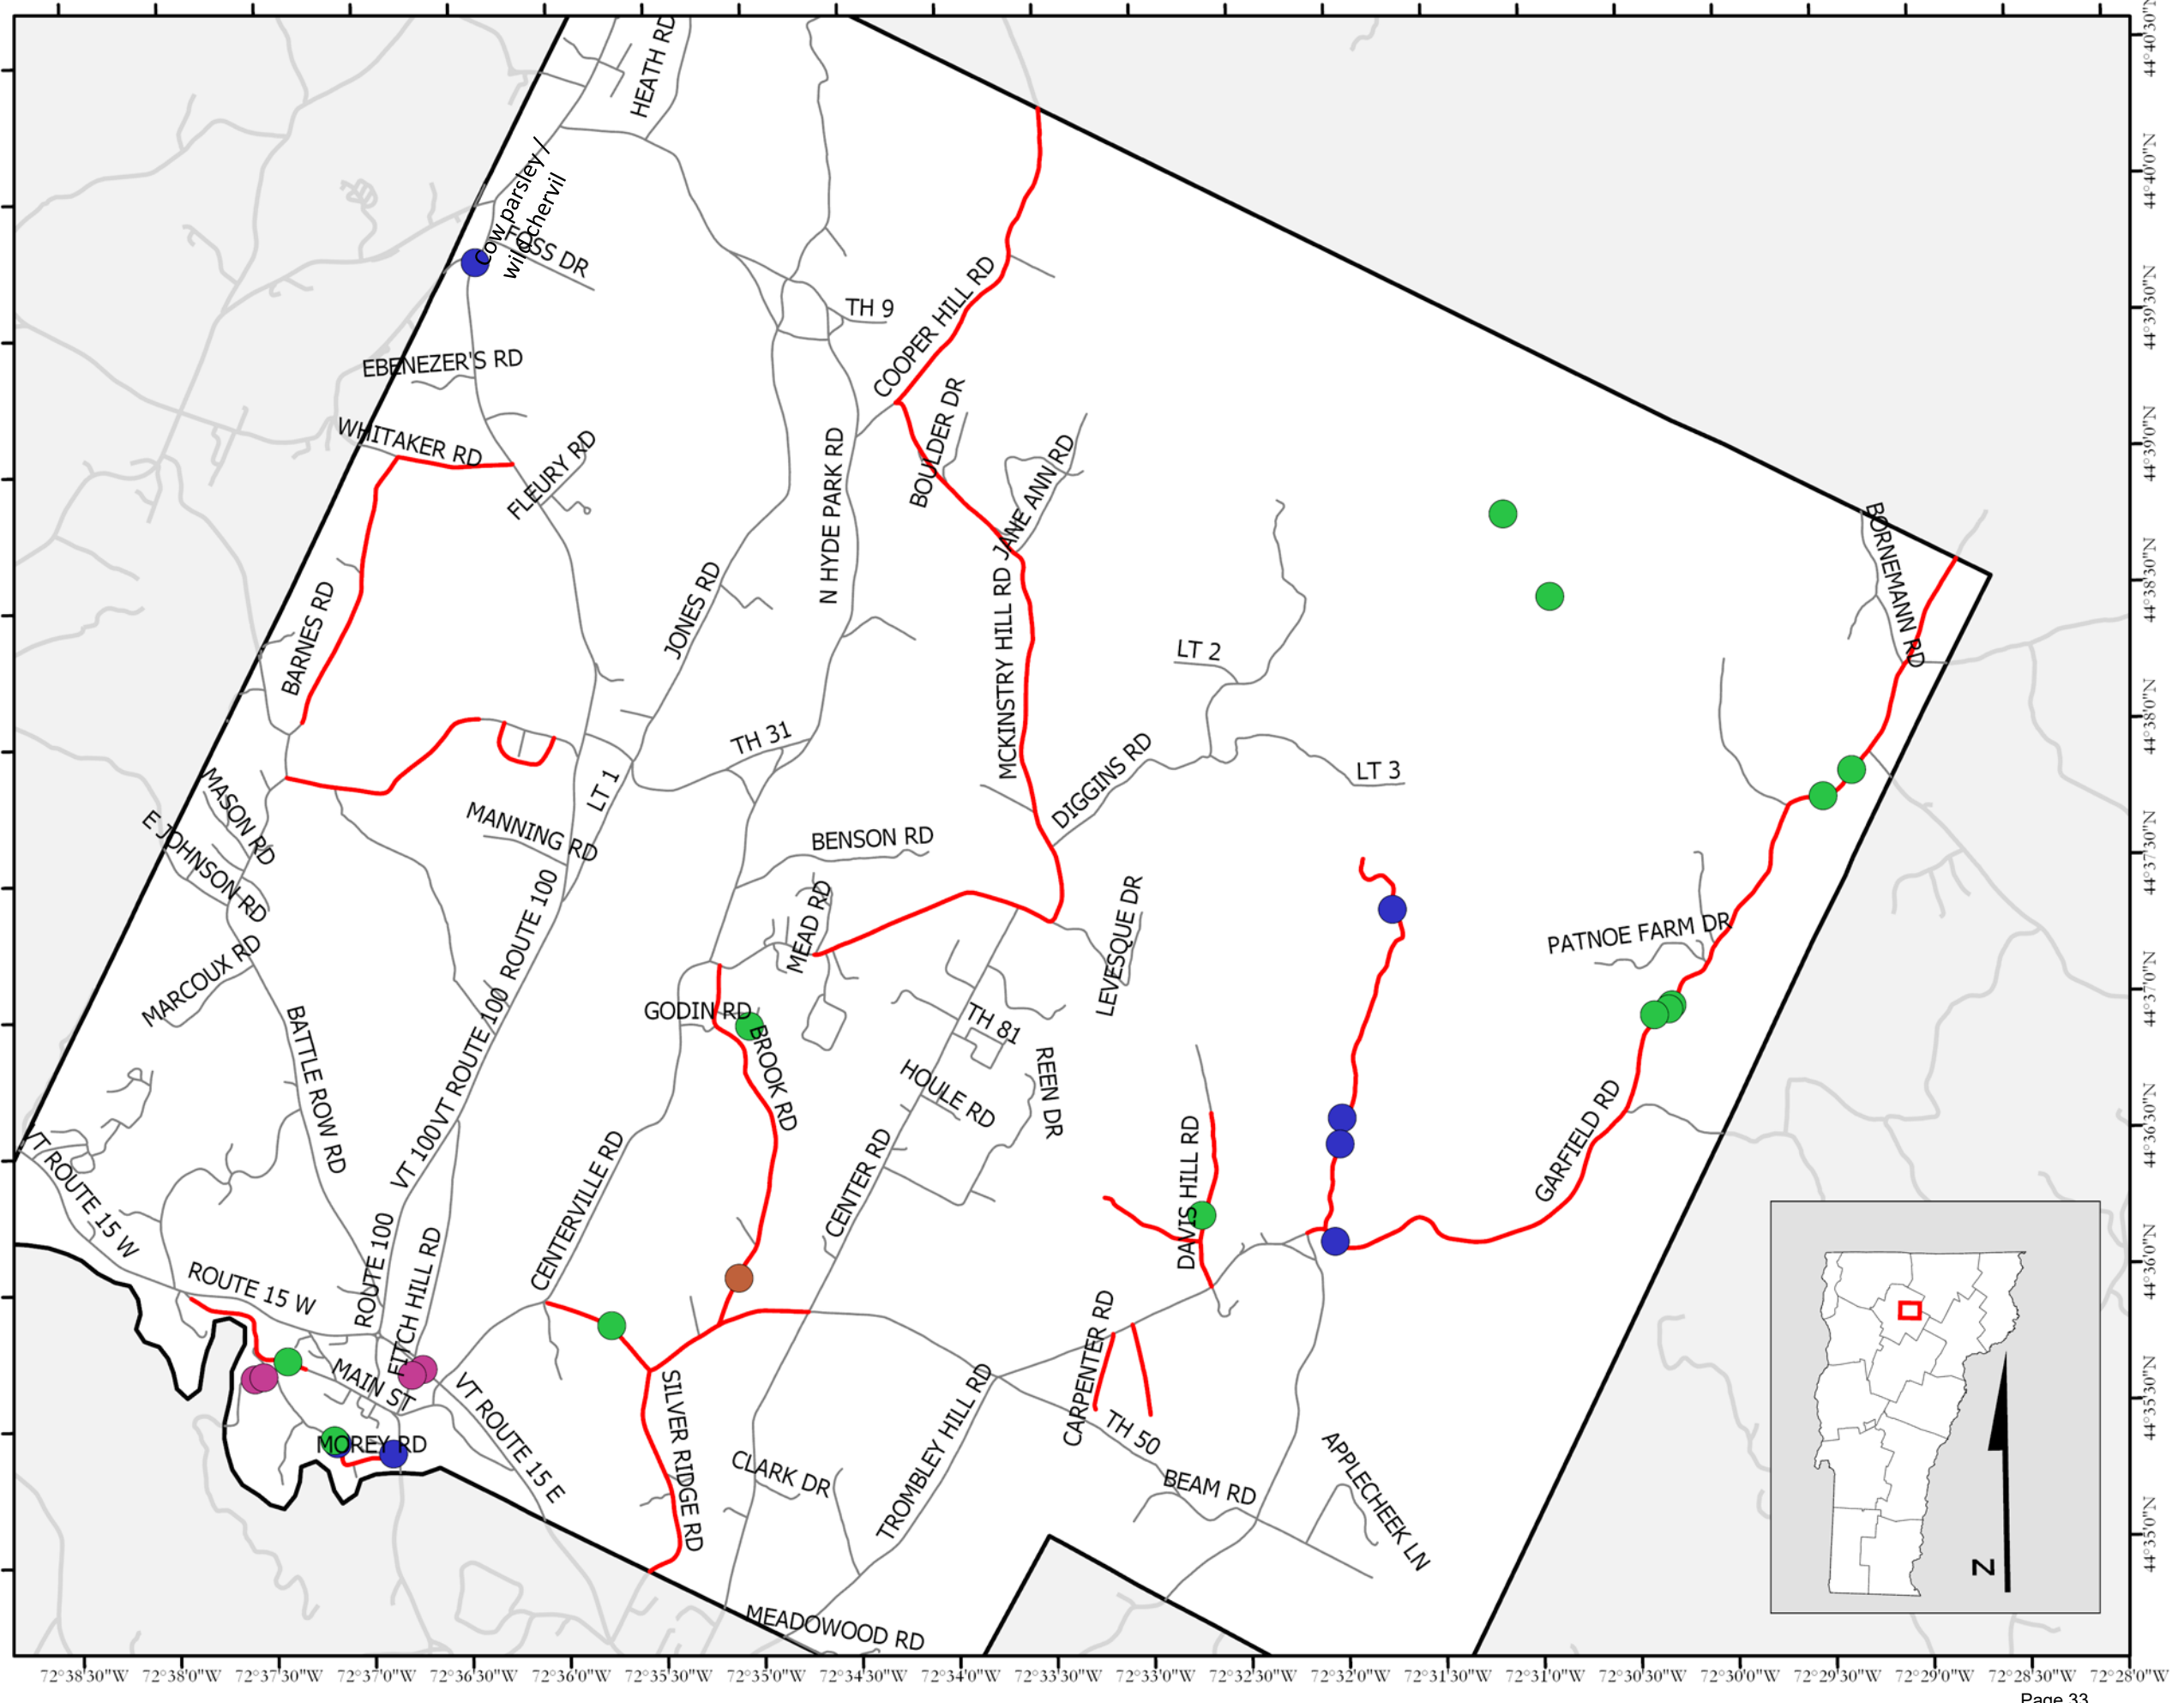 HEATH RD
Cow parsley /
wild chervil
FOSS DR
TH 9
COOPER HILL RD
EBENEZER'S RD
BOULDER DR
WHITAKER RD
FLEURY RD
N HYDE PARK RD
JANE ANN RD
BORNEMANN RD
BARNES RD
JONES RD
MCKINSTRY HILL RD
LT 2
TH 31
DIGGINS RD
LT 3
LT 1
MASON RD
MANNING RD
E JOHNSON RD
BENSON RD
MEAD RD
LEVESQUE DR
PATNOE FARM DR
MARCOUX RD
ROUTE 100
VT ROUTE 100
VT 100
BATTLE ROW RD
GODIN RD
BROOK RD
TH 81
REEN DR
HOULE RD
GARFIELD RD
VT ROUTE 15 W
CENTERVILLE RD
CENTER RD
DAVIS HILL RD
ROUTE 15 W
ROUTE 100
FITCH HILL RD
MAIN ST
CARPENTER RD
MOREY RD
VT ROUTE 15 E
SILVER RIDGE RD
CLARK DR
TROMBLEY HILL RD
TH 50
BEAM RD
APPLECHEEK LN
MEADOWOOD RD
N
44°40'30"N
44°40'0"N
44°39'30"N
44°39'0"N
44°38'30"N
44°38'0"N
44°37'30"N
44°37'0"N
44°36'30"N
44°36'0"N
44°35'30"N
44°35'0"N
72°38'30"W 72°38'0"W 72°37'30"W 72°37'0"W 72°36'30"W 72°36'0"W 72°35'30"W 72°35'0"W 72°34'30"W 72°34'0"W 72°33'30"W 72°33'0"W 72°32'30"W 72°32'0"W 72°31'30"W 72°31'0"W 72°30'30"W 72°30'0"W 72°29'30"W 72°29'0"W 72°28'30"W 72°28'0"W
Page 33